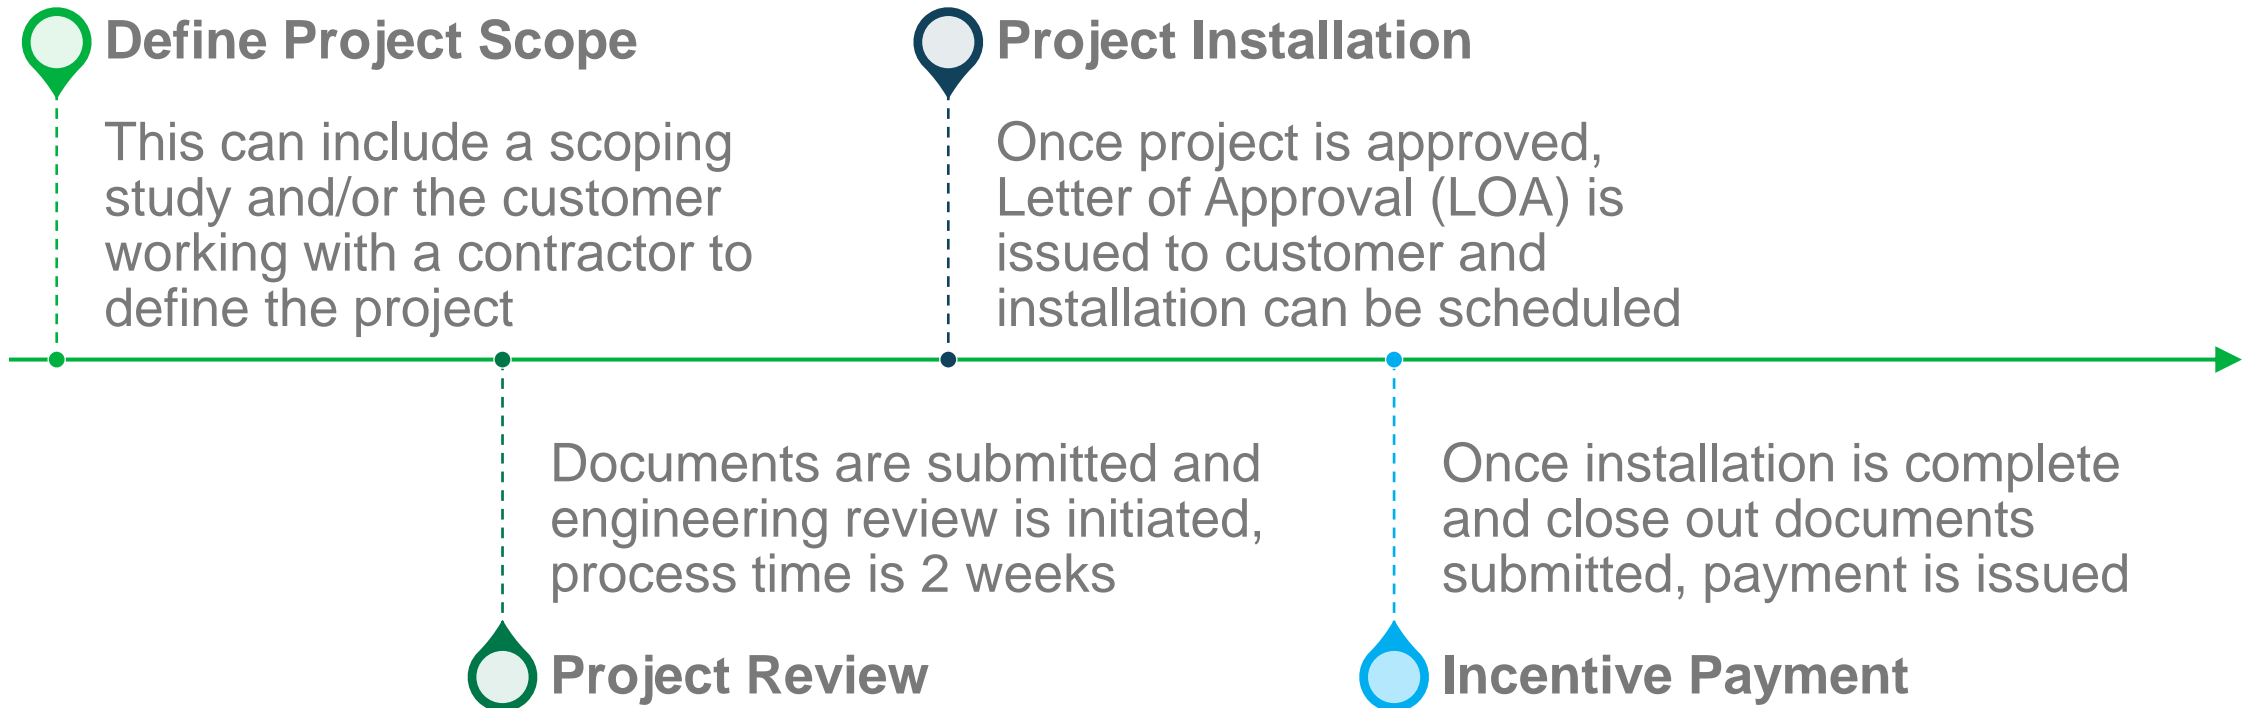 Define Project Scope
This can include a scoping
study and/or the customer
working with a contractor to
define the project
Documents are submitted and
engineering review is initiated,
process time is 2 weeks
Project Review
Project Installation
Once project is approved,
Letter of Approval (LOA) is
issued to customer and
installation can be scheduled
Once installation is complete
and close out documents
submitted, payment is issued
Incentive Payment